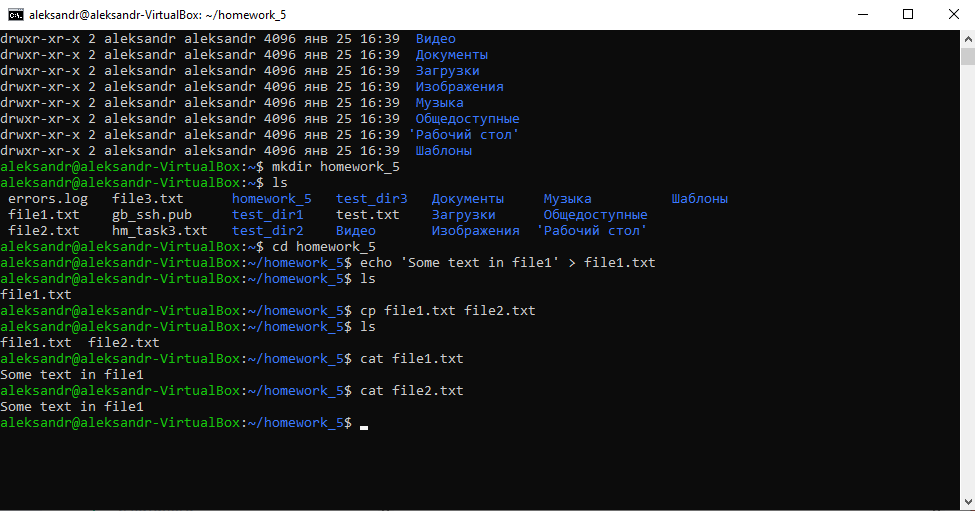 aleksandr@aleksandr-VirtualBox: ~/homework_5
drwxr-xr-x 2 aleksandr aleksandr 4096 янв 25 16:39  Видео
drwxr-xr-x 2 aleksandr aleksandr 4096 янв 25 16:39  Документы
drwxr-xr-x 2 aleksandr aleksandr 4096 янв 25 16:39  Загрузки
drwxr-xr-x 2 aleksandr aleksandr 4096 янв 25 16:39  Изображения
drwxr-xr-x 2 aleksandr aleksandr 4096 янв 25 16:39  Музыка
drwxr-xr-x 2 aleksandr aleksandr 4096 янв 25 16:39  Общедоступные
drwxr-xr-x 2 aleksandr aleksandr 4096 янв 25 16:39 'Рабочий стол'
drwxr-xr-x 2 aleksandr aleksandr 4096 янв 25 16:39  Шаблоны
aleksandr@aleksandr-VirtualBox:~$ mkdir homework_5
aleksandr@aleksandr-VirtualBox:~$ ls
 errors.log   file3.txt      homework_5   test_dir3   Документы     Музыка          Шаблоны
 file1.txt    gb_ssh.pub     test_dir1    test.txt    Загрузки      Общедоступные
 file2.txt    hm_task3.txt   test_dir2    Видео       Изображения  'Рабочий стол'
aleksandr@aleksandr-VirtualBox:~$ cd homework_5
aleksandr@aleksandr-VirtualBox:~/homework_5$ echo 'Some text in file1' > file1.txt
aleksandr@aleksandr-VirtualBox:~/homework_5$ ls
file1.txt
aleksandr@aleksandr-VirtualBox:~/homework_5$ cp file1.txt file2.txt
aleksandr@aleksandr-VirtualBox:~/homework_5$ ls
file1.txt  file2.txt
aleksandr@aleksandr-VirtualBox:~/homework_5$ cat file1.txt
Some text in file1
aleksandr@aleksandr-VirtualBox:~/homework_5$ cat file2.txt
Some text in file1
aleksandr@aleksandr-VirtualBox:~/homework_5$